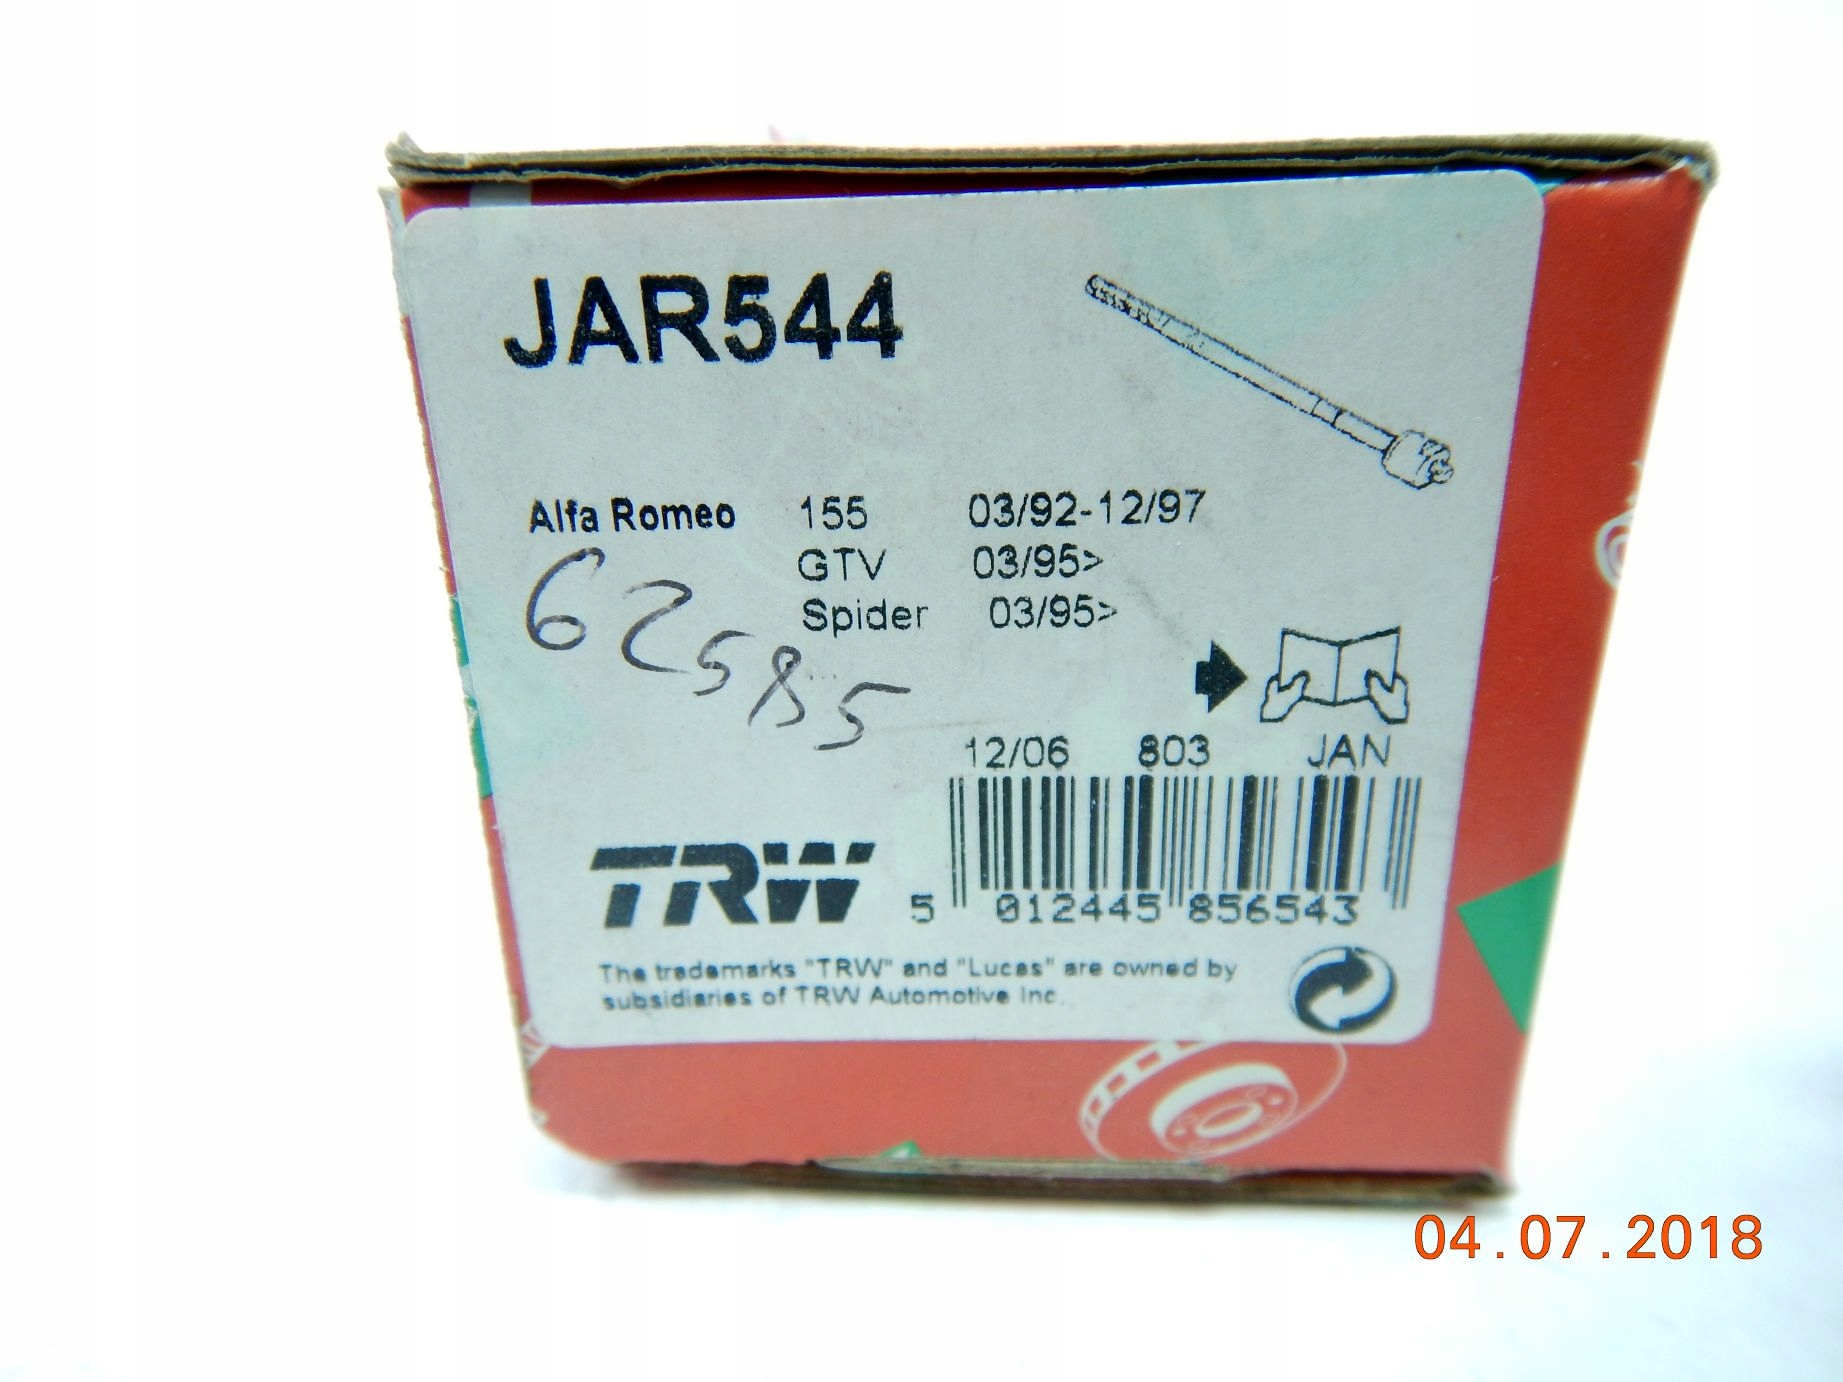 JAR544
Alfa Romeo 155 03/92-12/97
GTV 03/95>
Spider 03/95>
62585
12/06 803 JAN
TRW
5 012445 856543
The trademarks "TRW" and "Lucas" are owned by
subsidiaries of TRW Automotive Inc.
04.07.2018